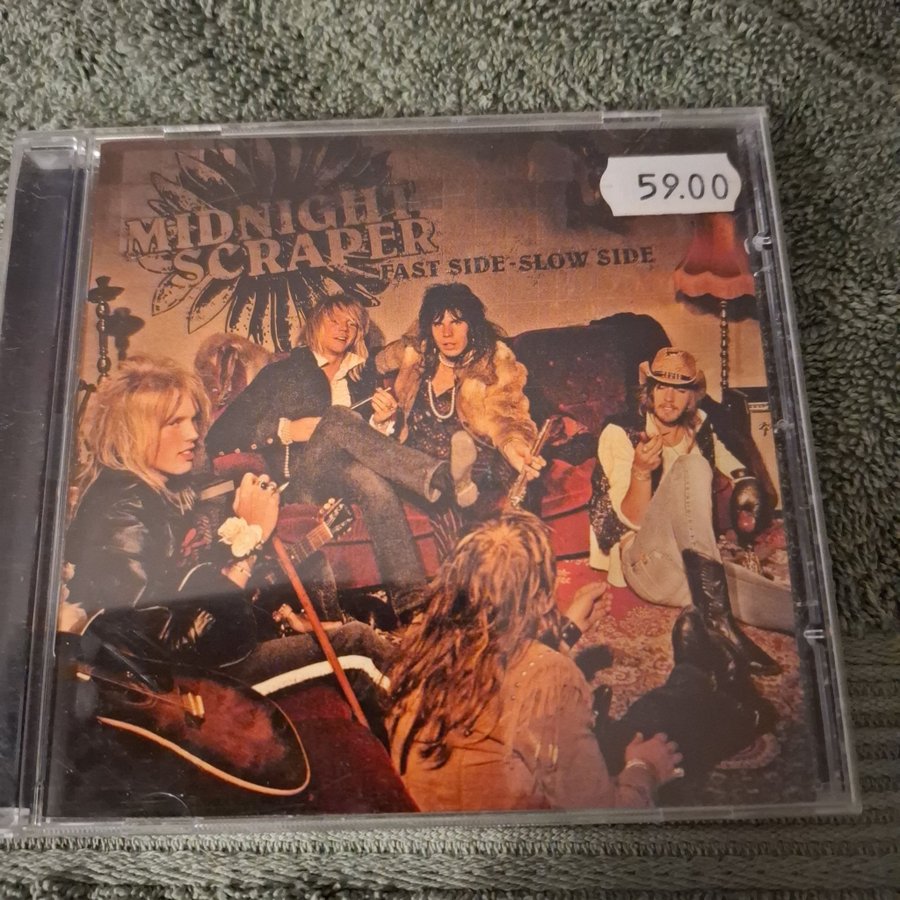 59.00
MIDNIGHT
SCRAPER
FAST SIDE-SLOW SIDE